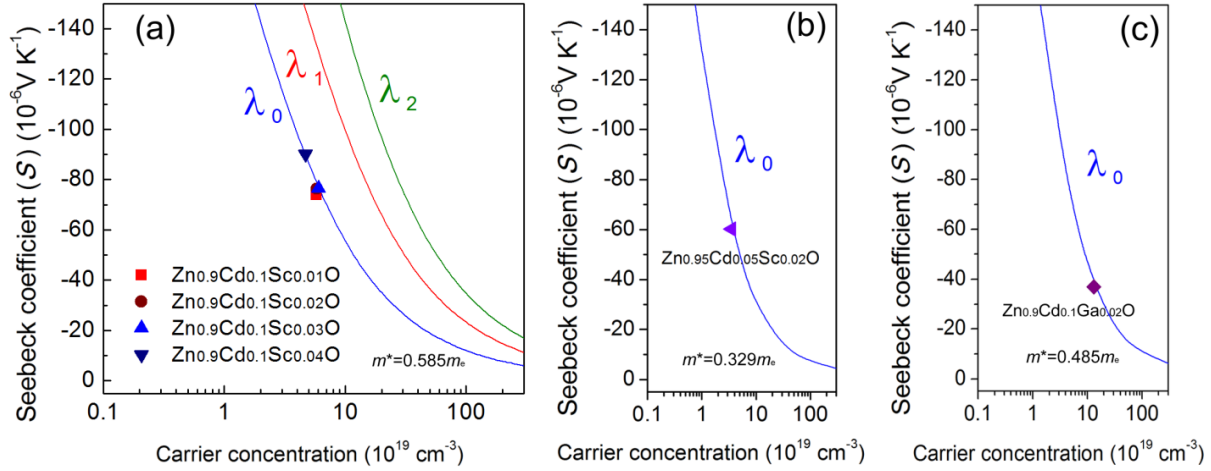 (a)
Seebeck coefficient (S) (10⁻⁶V K⁻¹)
-140
-120
-100
-80
-60
-40
-20
0
λ₀
λ₁
λ₂
Zn0.9Cd0.1Sc0.01O
Zn0.9Cd0.1Sc0.02O
Zn0.9Cd0.1Sc0.03O
Zn0.9Cd0.1Sc0.04O
m*=0.585mₑ
0.1 1 10 100
Carrier concentration (10¹⁹ cm⁻³)
(b)
Seebeck coefficient (S) (10⁻⁶V K⁻¹)
-140
-120
-100
-80
-60
-40
-20
0
λ₀
Zn0.95Cd0.05Sc0.02O
m*=0.329mₑ
0.1 1 10 100
Carrier concentration (10¹⁹ cm⁻³)
(c)
Seebeck coefficient (S) (10⁻⁶V K⁻¹)
-140
-120
-100
-80
-60
-40
-20
0
λ₀
Zn0.9Cd0.1Ga0.02O
m*=0.485mₑ
0.1 1 10 100
Carrier concentration (10¹⁹ cm⁻³)